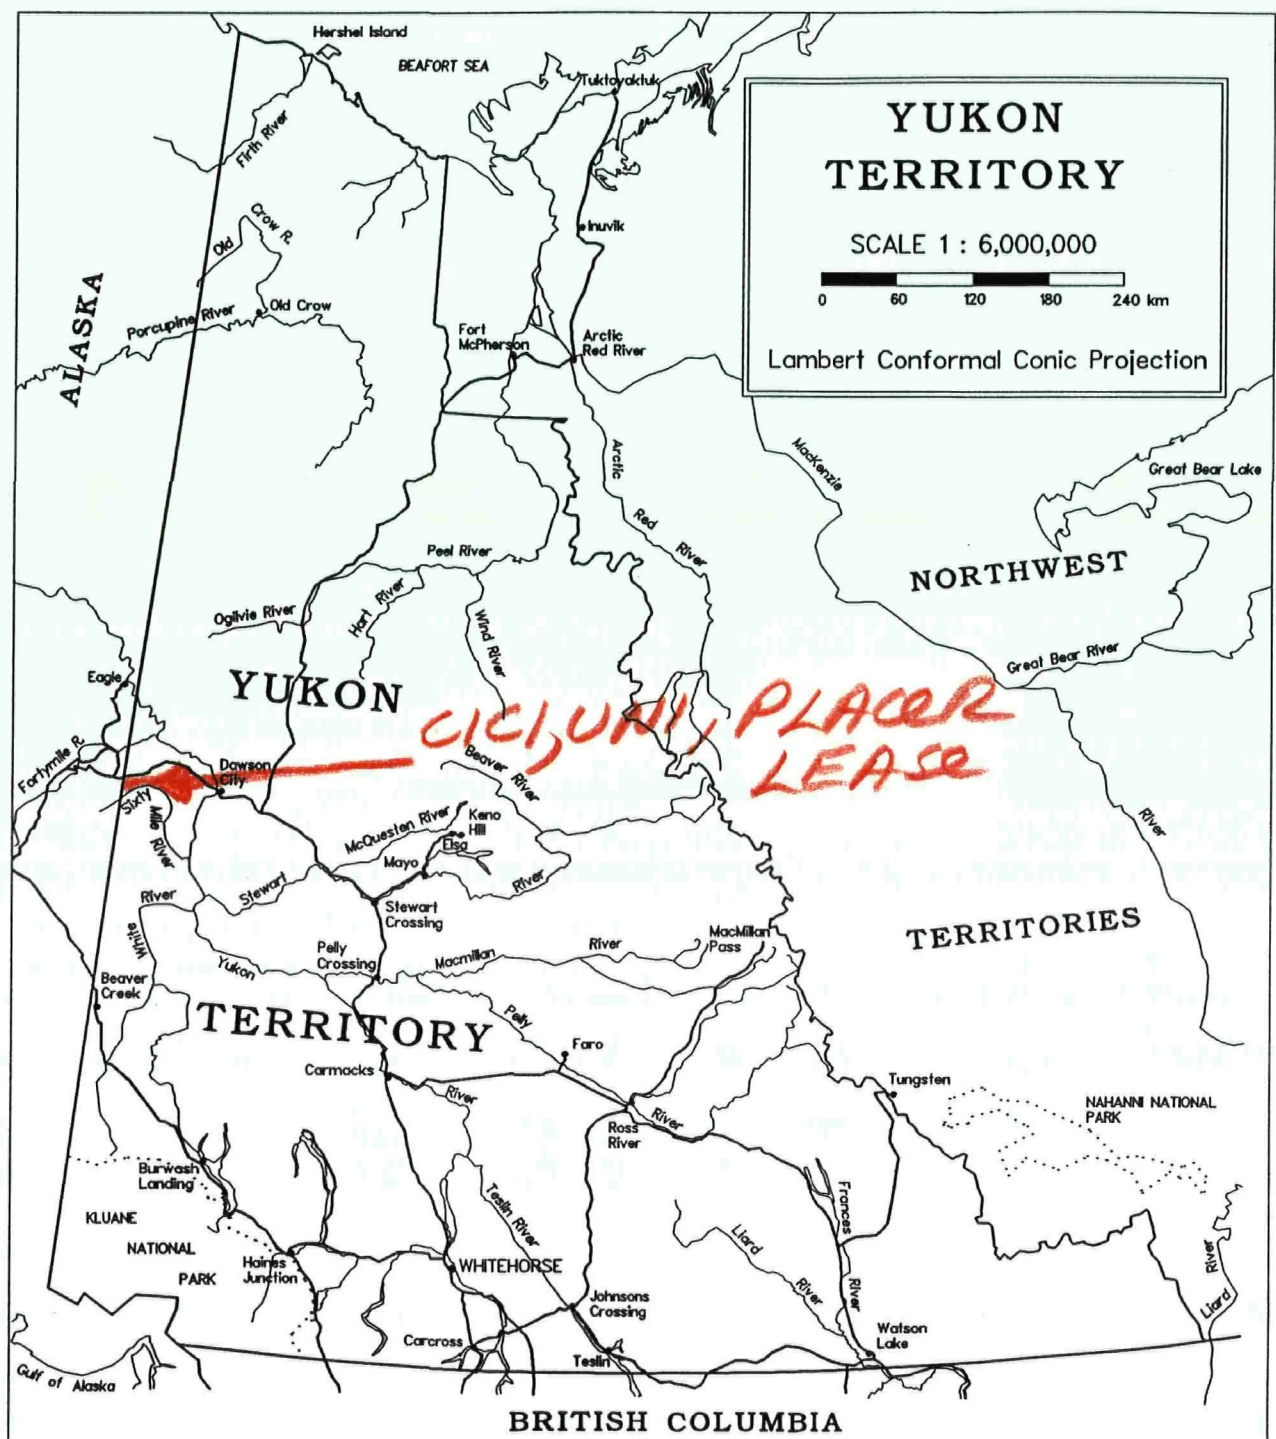 Hershel Island
BEAFORT SEA
Tuktoyaktuk
YUKON
TERRITORY
SCALE 1 : 6,000,000
0 60 120 180 240 km
Lambert Conformal Conic Projection
Firth River
Old Crow R.
Inuvik
ALASKA
Porcupine River
Old Crow
Fort
McPherson
Arctic
Red River
Arctic Red River
MacKenzie
Great Bear Lake
Peel River
NORTHWEST
Ogilvie River
Hart River
Wind River
Great Bear River
Eagle
YUKON
CICI, UNI, PLACER
LEASE
Fortymile R.
Dawson
City
Beaver River
Sixty
Mile River
McQuesten River
Keno
Hill
Elsa
Mayo
River
River
Stewart
River
Stewart
Crossing
White
TERRITORIES
MacMillan
Pass
Pelly
Crossing
Yukon
Macmillan
River
Beaver
Creek
TERRITORY
Pelly
Faro
Carmacks
River
Tungsten
NAHANNI NATIONAL
PARK
River
Ross
River
Burwash
Landing
Teslin River
Frances
KLUANE
NATIONAL
PARK
Liard
River
Haines
Junction
WHITEHORSE
River
River
Liard
Johnsons
Crossing
Carcross
Watson
Lake
Teslin
Gulf of Alaska
BRITISH COLUMBIA